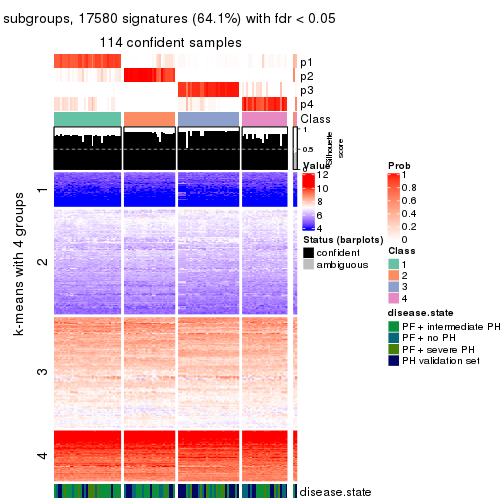 subgroups, 17580 signatures (64.1%) with fdr < 0.05
114 confident samples
p1
p2
p3
p4
Class
1
0.5
0
Silhouette
score
k-means with 4 groups
1
2
3
4
disease.state
Value
12
10
8
6
4
Status (barplots)
confident
ambiguous
Prob
1
0.8
0.6
0.4
0.2
0
Class
1
2
3
4
disease.state
PF + intermediate PH
PF + no PH
PF + severe PH
PH validation set